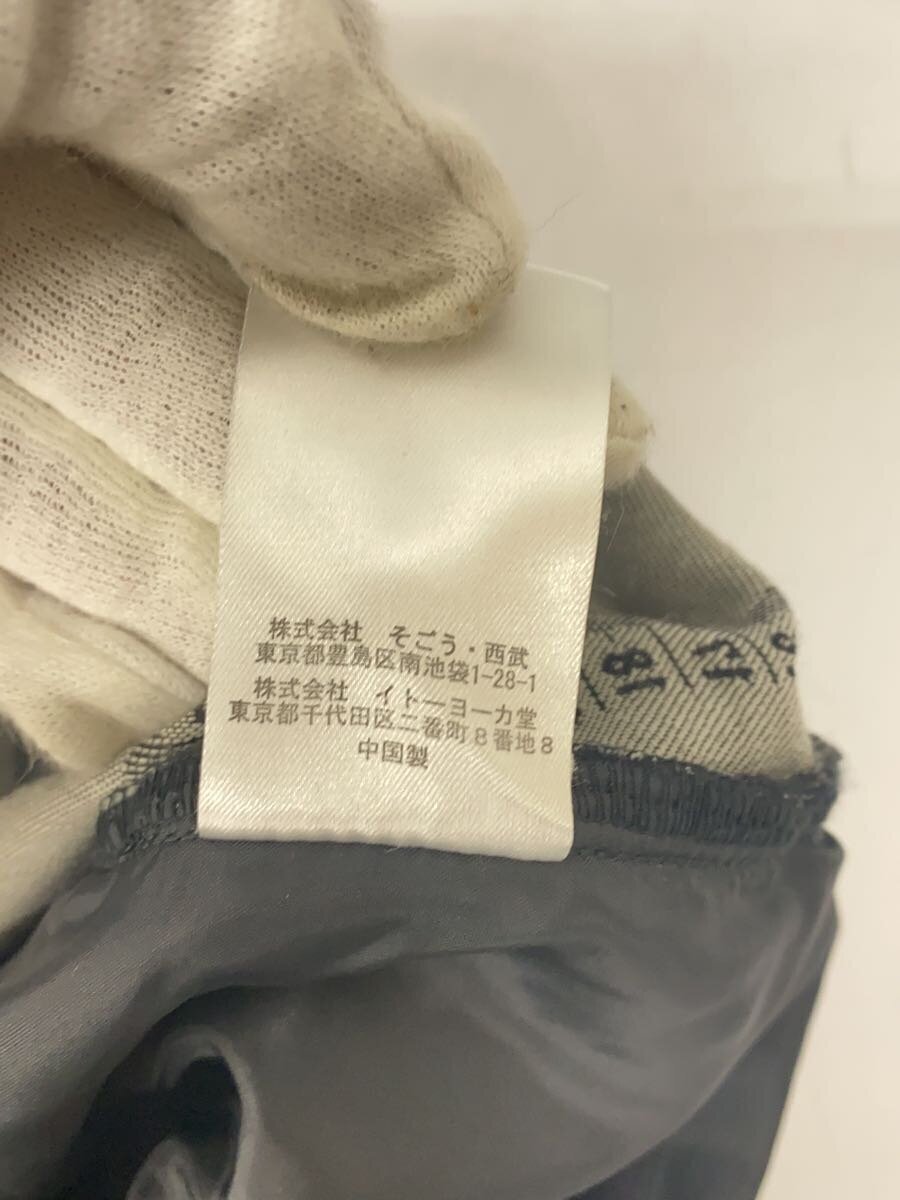 株式会社 そごう・西武
東京都豊島区南池袋1-28-1
株式会社 イトーヨーカ堂
東京都千代田区二番町8番地8
中国製
18
17